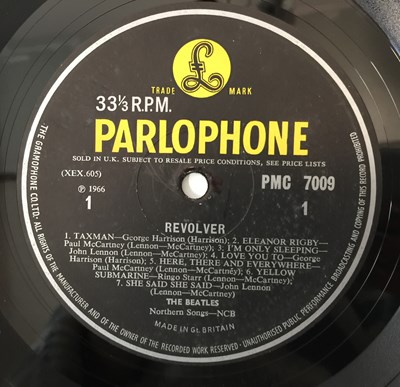 TRADE MARK
33⅓ R.P.M.
PARLOPHONE
SOLD IN U.K. SUBJECT TO RESALE PRICE CONDITIONS, SEE PRICE LISTS
(XEX.605)
℗ 1966
1
PMC 7009
1
REVOLVER
1. TAXMAN—George Harrison (Harrison); 2. ELEANOR RIGBY—
Paul McCartney (Lennon—McCartney); 3. I'M ONLY SLEEPING—
John Lennon (Lennon—McCartney); 4. LOVE YOU TO—George
Harrison (Harrison); 5. HERE, THERE AND EVERYWHERE—
Paul McCartney (Lennon—McCartney); 6. YELLOW
SUBMARINE—Ringo Starr (Lennon—McCartney);
7. SHE SAID SHE SAID—John Lennon
(Lennon—McCartney)
THE BEATLES
Northern Songs—NCB
MADE IN Gt. BRITAIN
THE GRAMOPHONE CO. LTD. ALL RIGHTS OF THE MANUFACTURER AND OF THE OWNER OF THE RECORDED WORK RESERVED. UNAUTHORISED PUBLIC PERFORMANCE, BROADCASTING AND COPYING OF THIS RECORD PROHIBITED